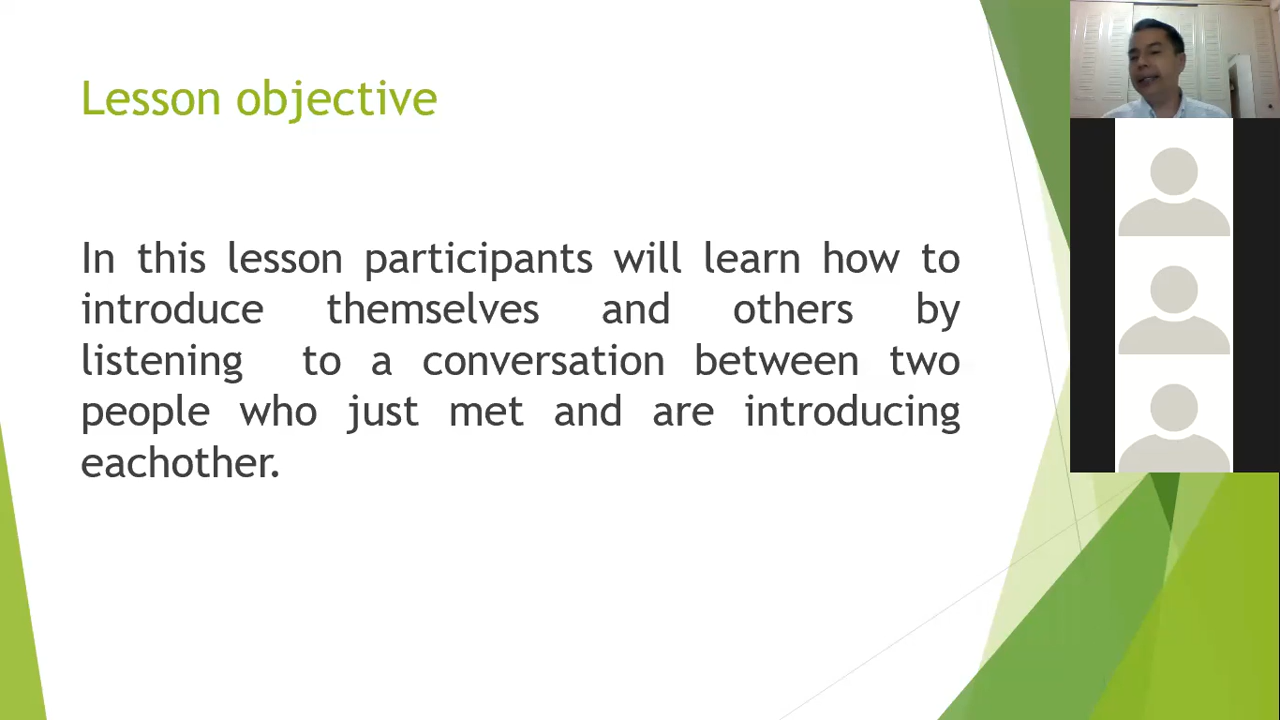 Lesson objective
In this lesson participants will learn how to
introduce themselves and others by
listening to a conversation between two
people who just met and are introducing
eachother.